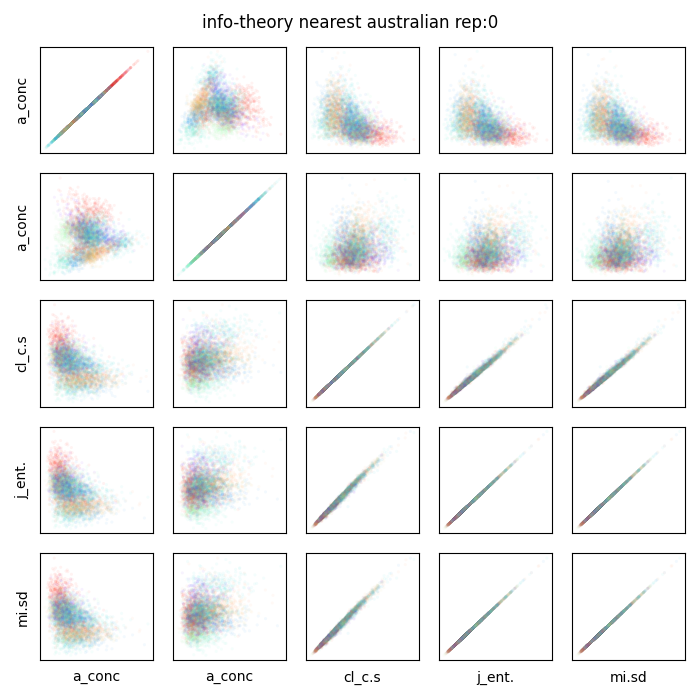 info-theory nearest australian rep:0
a_conc
a_conc
cl_c.s
j_ent.
mi.sd
a_conc
a_conc
cl_c.s
j_ent.
mi.sd